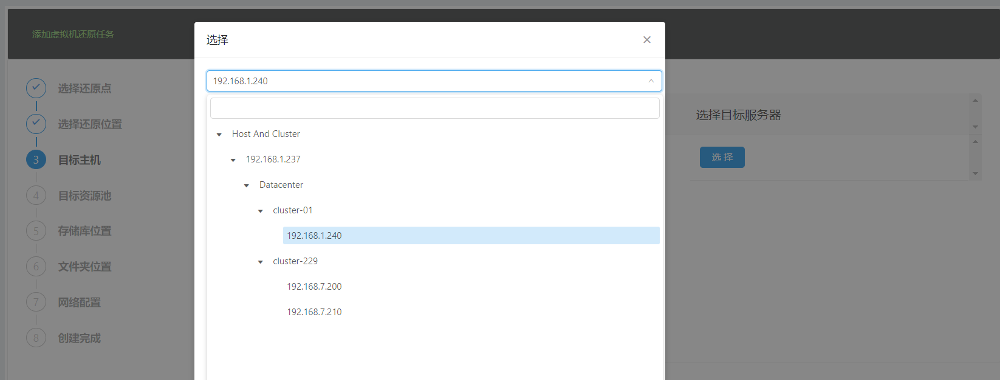 添加虚拟机还原任务
选择还原点
选择还原位置
3 目标主机
4 目标资源池
5 存储库位置
6 文件夹位置
7 网络配置
8 创建完成
选择
192.168.1.240
Host And Cluster
192.168.1.237
Datacenter
cluster-01
192.168.1.240
cluster-229
192.168.7.200
192.168.7.210
选择目标服务器
选 择